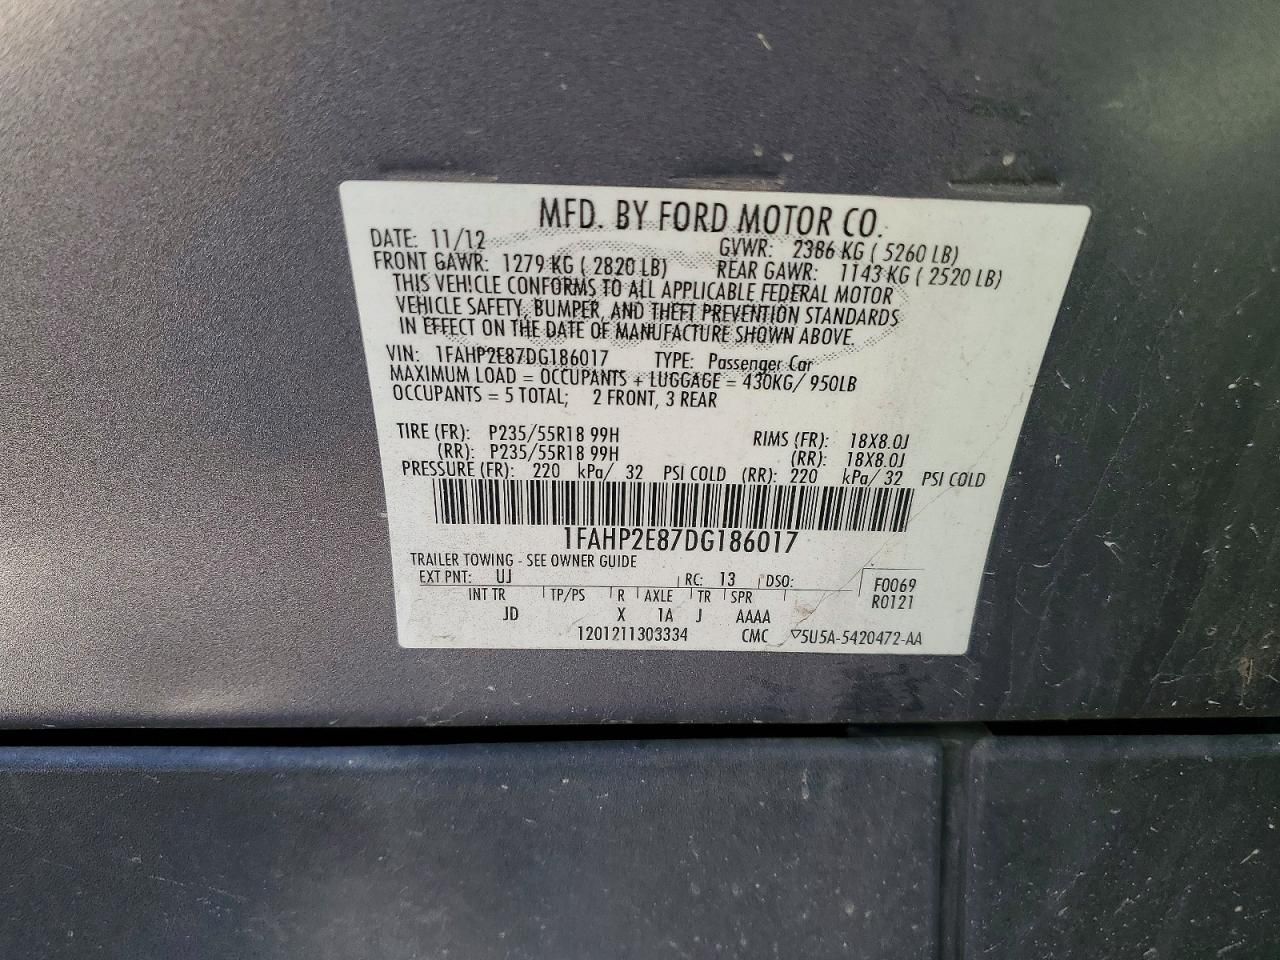 MFD. BY FORD MOTOR CO.
DATE: 11/12 GVWR: 2386 KG ( 5260 LB)
FRONT GAWR: 1279 KG ( 2820 LB) REAR GAWR: 1143 KG ( 2520 LB)
THIS VEHICLE CONFORMS TO ALL APPLICABLE FEDERAL MOTOR
VEHICLE SAFETY, BUMPER, AND THEFT PREVENTION STANDARDS
IN EFFECT ON THE DATE OF MANUFACTURE SHOWN ABOVE.
VIN: 1FAHP2E87DG186017 TYPE: Passenger Car
MAXIMUM LOAD = OCCUPANTS + LUGGAGE = 430KG/ 950LB
OCCUPANTS = 5 TOTAL; 2 FRONT, 3 REAR
TIRE (FR): P235/55R18 99H RIMS (FR): 18X8.0J
(RR): P235/55R18 99H (RR): 18X8.0J
PRESSURE (FR): 220 kPa/ 32 PSI COLD (RR): 220 kPa/ 32 PSI COLD
1FAHP2E87DG186017
TRAILER TOWING - SEE OWNER GUIDE
EXT PNT: UJ RC: 13 DSO: F0069
INT TR TP/PS R AXLE TR SPR R0121
JD X 1A J AAAA
1201211303334 CMC ▽5U5A-5420472-AA